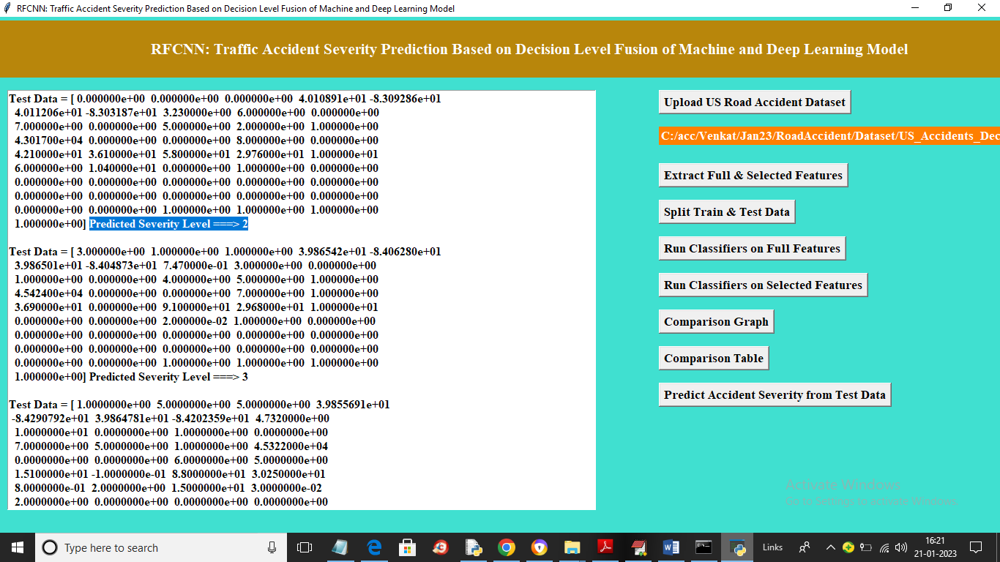 RFCNN: Traffic Accident Severity Prediction Based on Decision Level Fusion of Machine and Deep Learning Model
RFCNN: Traffic Accident Severity Prediction Based on Decision Level Fusion of Machine and Deep Learning Model
Test Data = [ 0.000000e+00 0.000000e+00 0.000000e+00 4.010891e+01 -8.309286e+01
4.011206e+01 -8.303187e+01 3.230000e+00 6.000000e+00 0.000000e+00
7.000000e+00 0.000000e+00 5.000000e+00 2.000000e+00 1.000000e+00
4.301700e+04 0.000000e+00 0.000000e+00 8.000000e+00 0.000000e+00
4.210000e+01 3.610000e+01 5.800000e+01 2.976000e+01 1.000000e+01
6.000000e+00 1.040000e+01 0.000000e+00 1.000000e+00 0.000000e+00
0.000000e+00 0.000000e+00 0.000000e+00 0.000000e+00 0.000000e+00
0.000000e+00 0.000000e+00 0.000000e+00 0.000000e+00 0.000000e+00
0.000000e+00 0.000000e+00 1.000000e+00 1.000000e+00 1.000000e+00
1.000000e+00] Predicted Severity Level ===> 2
Test Data = [ 3.000000e+00 1.000000e+00 1.000000e+00 3.986542e+01 -8.406280e+01
3.986501e+01 -8.404873e+01 7.470000e-01 3.000000e+00 0.000000e+00
1.000000e+00 0.000000e+00 4.000000e+00 5.000000e+00 1.000000e+00
4.542400e+04 0.000000e+00 0.000000e+00 7.000000e+00 1.000000e+00
3.690000e+01 0.000000e+00 9.100000e+01 2.968000e+01 1.000000e+01
0.000000e+00 0.000000e+00 2.000000e-02 1.000000e+00 0.000000e+00
0.000000e+00 0.000000e+00 0.000000e+00 0.000000e+00 0.000000e+00
0.000000e+00 0.000000e+00 0.000000e+00 0.000000e+00 0.000000e+00
0.000000e+00 0.000000e+00 1.000000e+00 1.000000e+00 1.000000e+00
1.000000e+00] Predicted Severity Level ===> 3
Test Data = [ 1.0000000e+00 5.0000000e+00 5.0000000e+00 3.9855691e+01
-8.4290792e+01 3.9864781e+01 -8.4202359e+01 4.7320000e+00
1.0000000e+01 0.0000000e+00 1.0000000e+00 0.0000000e+00
7.0000000e+00 5.0000000e+00 1.0000000e+00 4.5322000e+04
0.0000000e+00 0.0000000e+00 6.0000000e+00 5.0000000e+00
1.5100000e+01 -1.0000000e-01 8.8000000e+01 3.0250000e+01
8.0000000e-01 2.0000000e+00 1.5000000e+01 3.0000000e-02
2.0000000e+00 0.0000000e+00 0.0000000e+00 0.0000000e+00
Upload US Road Accident Dataset
C:/acc/Venkat/Jan23/RoadAccident/Dataset/US_Accidents_Dec
Extract Full & Selected Features
Split Train & Test Data
Run Classifiers on Full Features
Run Classifiers on Selected Features
Comparison Graph
Comparison Table
Predict Accident Severity from Test Data
Activate Windows
Go to Settings to activate Windows.
Type here to search
Links
16:21
21-01-2023